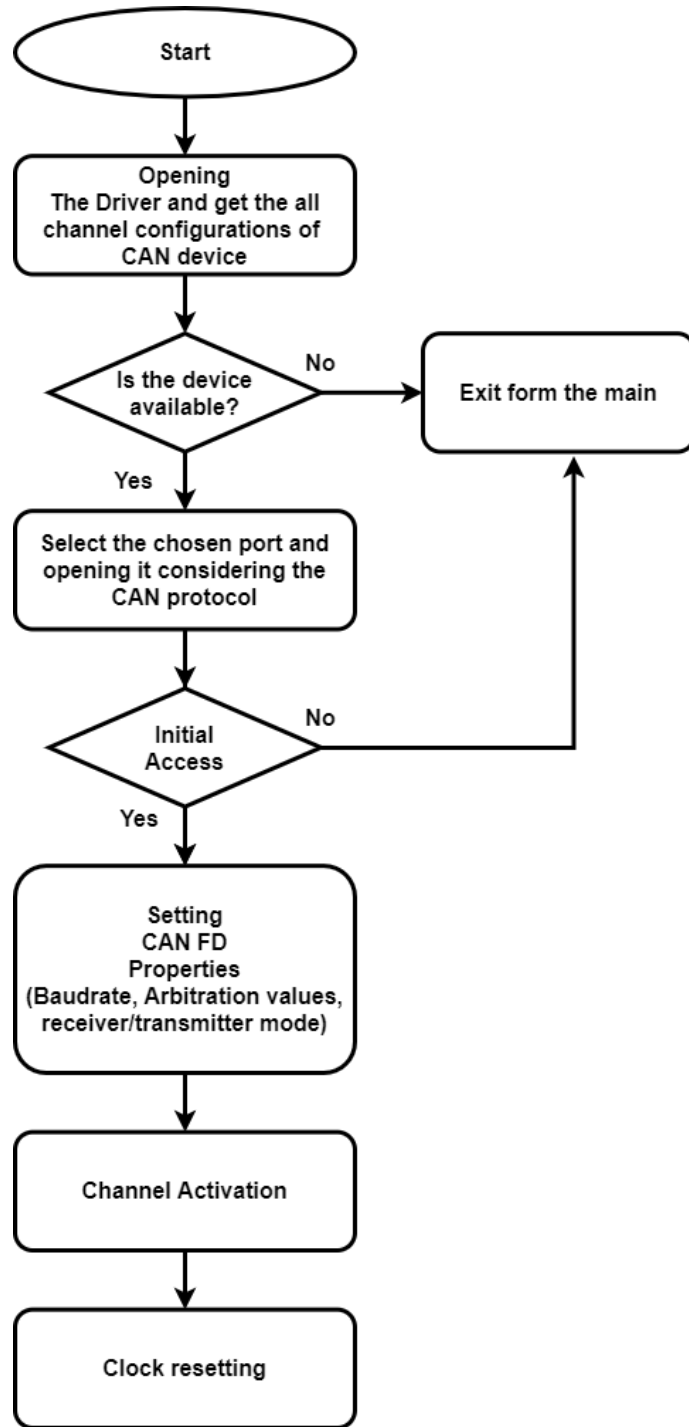 Start
Opening
The Driver and get the all
channel configurations of
CAN device
Is the device
available?
No
Exit form the main
Yes
Select the chosen port and
opening it considering the
CAN protocol
Initial
Access
No
Yes
Setting
CAN FD
Properties
(Baudrate, Arbitration values,
receiver/transmitter mode)
Channel Activation
Clock resetting